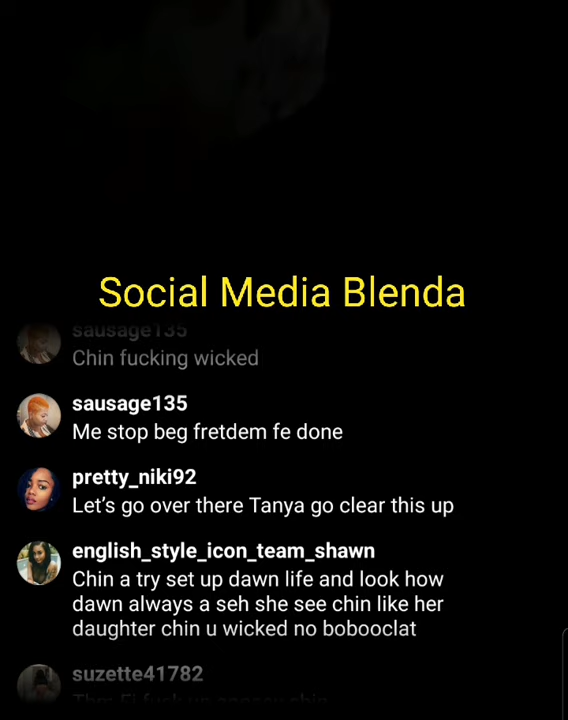 Social Media Blenda
sausage135
Chin fucking wicked
sausage135
Me stop beg fretdem fe done
pretty_niki92
Let's go over there Tanya go clear this up
english_style_icon_team_shawn
Chin a try set up dawn life and look how
dawn always a seh she see chin like her
daughter chin u wicked no bobooclat
suzette41782